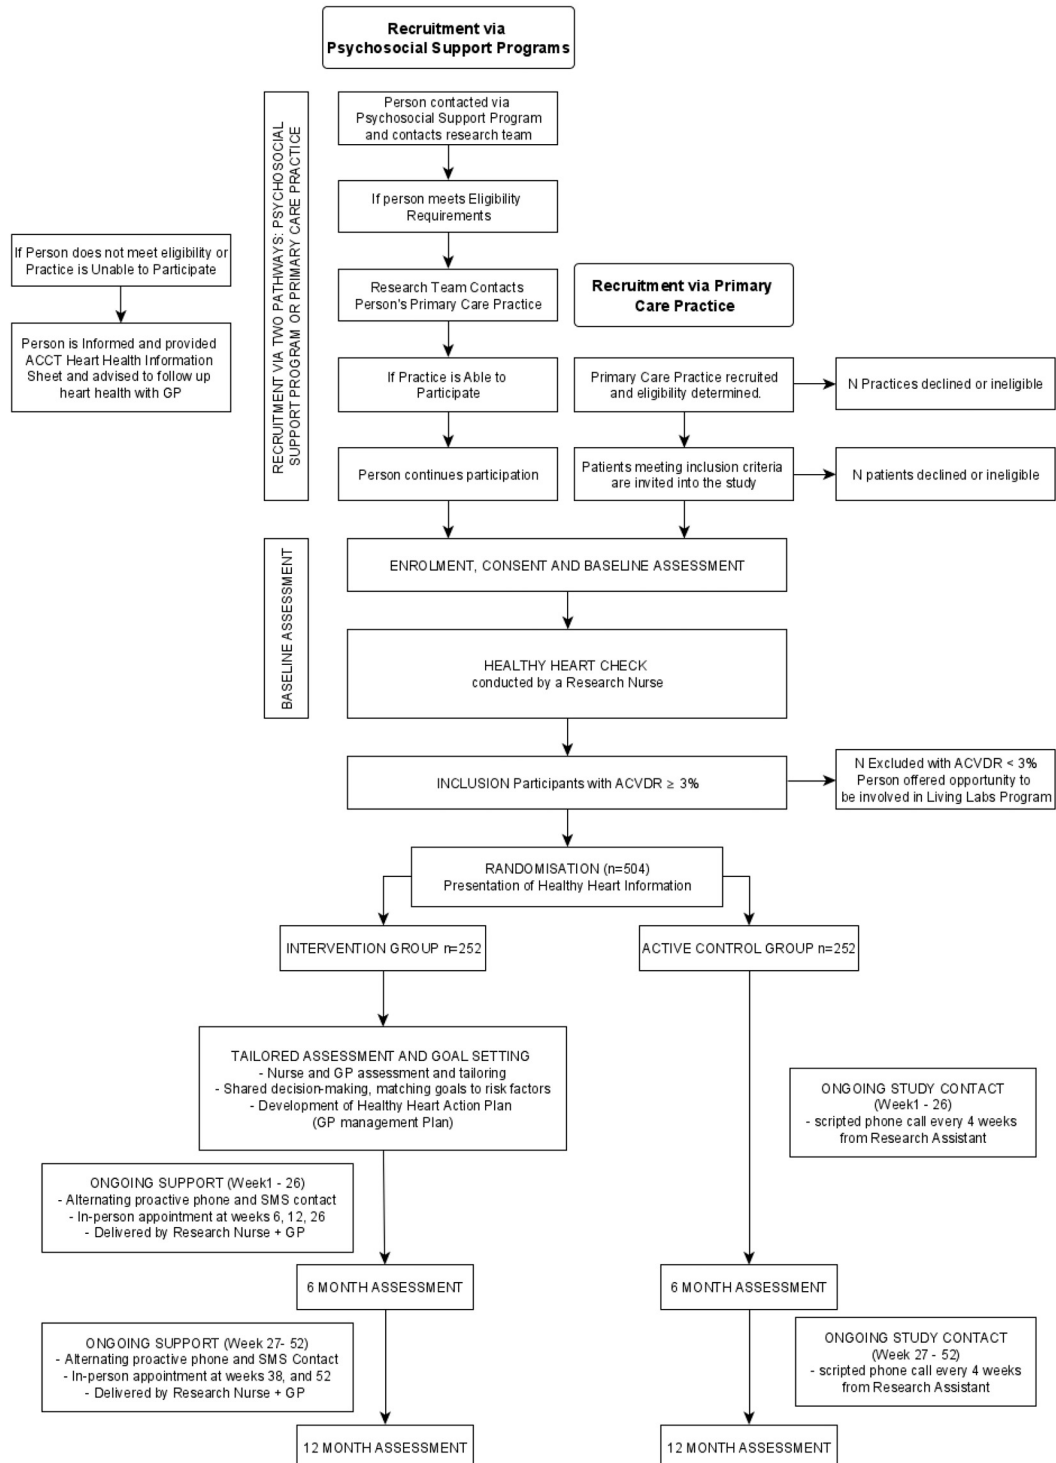 Recruitment via
Psychosocial Support Programs
RECRUITMENT VIA TWO PATHWAYS: PSYCHOSOCIAL
SUPPORT PROGRAM OR PRIMARY CARE PRACTICE
Person contacted via
Psychosocial Support Program
and contacts research team
If person meets Eligibility
Requirements
If Person does not meet eligibility or
Practice is Unable to Participate
Person is Informed and provided
ACCT Heart Health Information
Sheet and advised to follow up
heart health with GP
Research Team Contacts
Person's Primary Care Practice
Recruitment via Primary
Care Practice
If Practice is Able to
Participate
Primary Care Practice recruited
and eligibility determined.
N Practices declined or ineligible
Person continues participation
Patients meeting inclusion criteria
are invited into the study
N patients declined or ineligible
BASELINE ASSESSMENT
ENROLMENT, CONSENT AND BASELINE ASSESSMENT
HEALTHY HEART CHECK
conducted by a Research Nurse
INCLUSION Participants with ACVDR ≥ 3%
N Excluded with ACVDR < 3%
Person offered opportunity to
be involved in Living Labs Program
RANDOMISATION (n=504)
Presentation of Healthy Heart Information
INTERVENTION GROUP n=252
ACTIVE CONTROL GROUP n=252
TAILORED ASSESSMENT AND GOAL SETTING
- Nurse and GP assessment and tailoring
- Shared decision-making, matching goals to risk factors
- Development of Healthy Heart Action Plan
(GP management Plan)
ONGOING STUDY CONTACT
(Week1 - 26)
- scripted phone call every 4 weeks
from Research Assistant
ONGOING SUPPORT (Week1 - 26)
- Alternating proactive phone and SMS contact
- In-person appointment at weeks 6, 12, 26
- Delivered by Research Nurse + GP
6 MONTH ASSESSMENT
6 MONTH ASSESSMENT
ONGOING SUPPORT (Week 27- 52)
- Alternating proactive phone and SMS Contact
- In-person appointment at weeks 38, and 52
- Delivered by Research Nurse + GP
ONGOING STUDY CONTACT
(Week 27 - 52)
- scripted phone call every 4 weeks
from Research Assistant
12 MONTH ASSESSMENT
12 MONTH ASSESSMENT